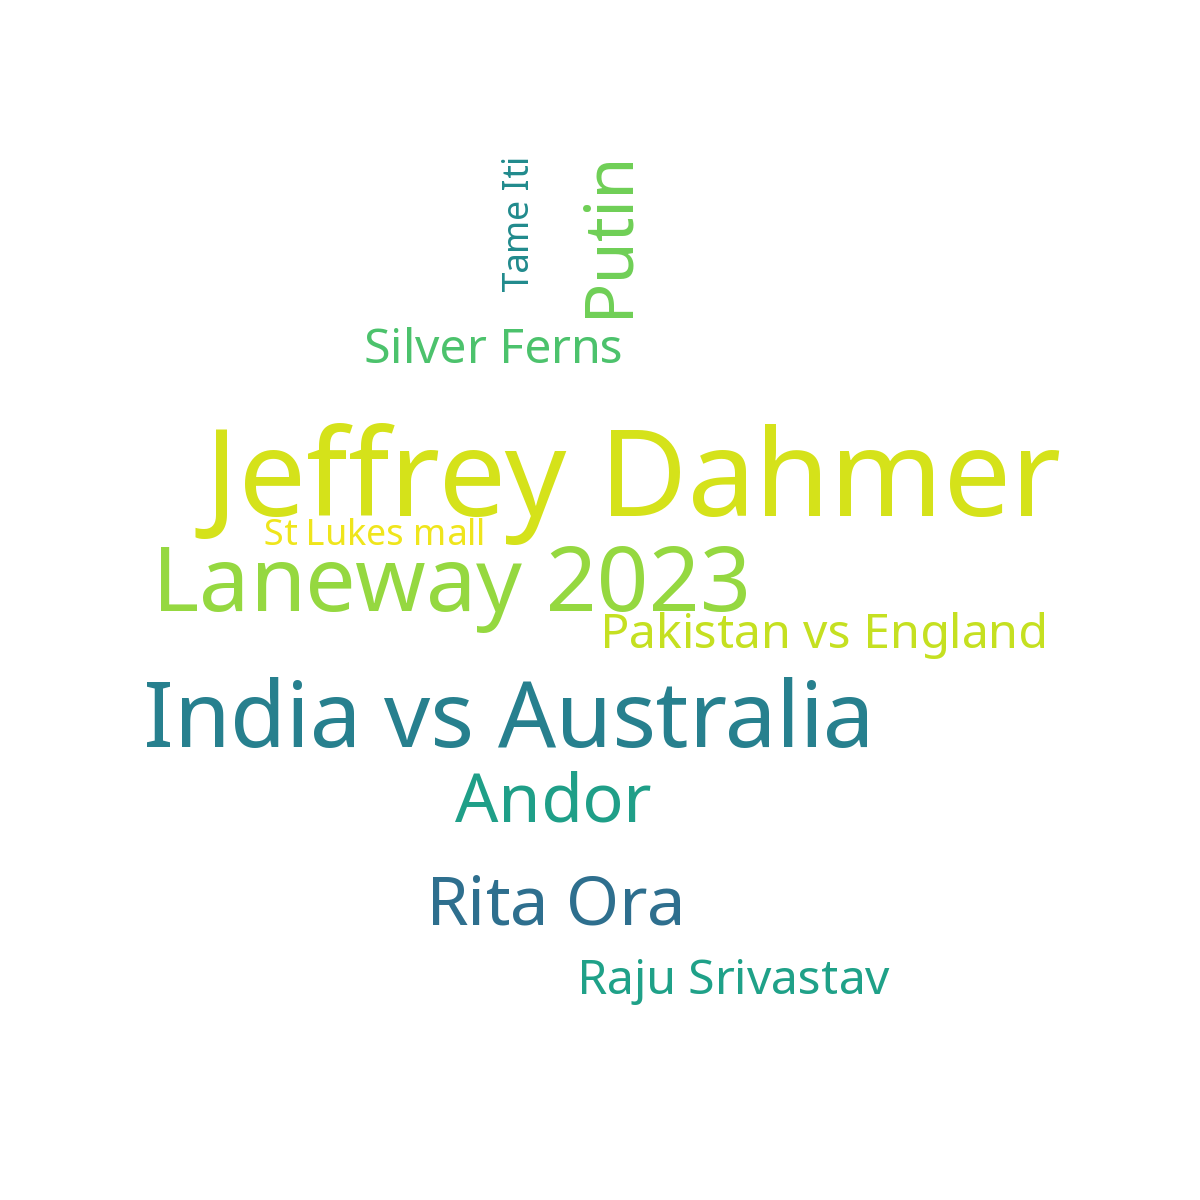 Tame Iti
Putin
Silver Ferns
Jeffrey Dahmer
St Lukes mall
Laneway 2023
Pakistan vs England
India vs Australia
Andor
Rita Ora
Raju Srivastav